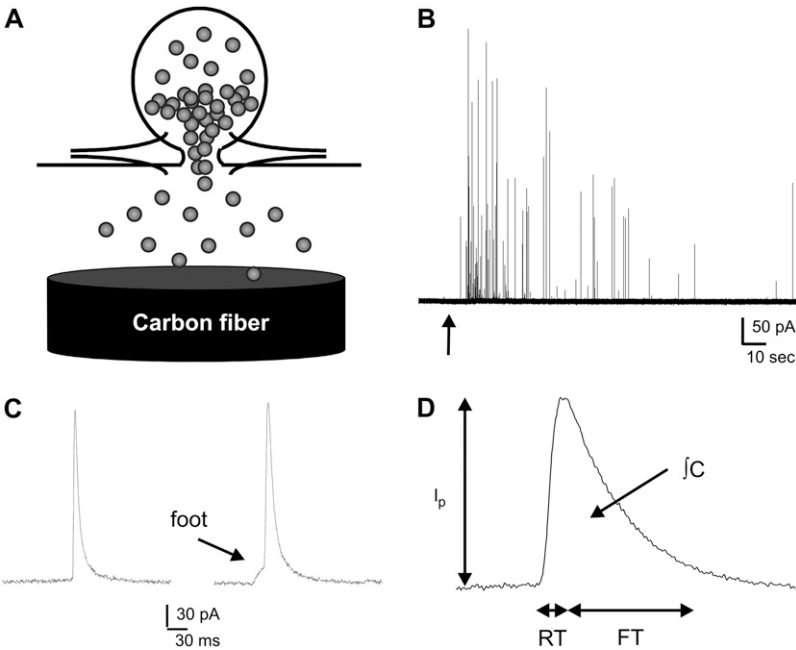 A
Carbon fiber
B
50 pA
10 sec
C
foot
30 pA
30 ms
D
Ip
∫C
RT
FT